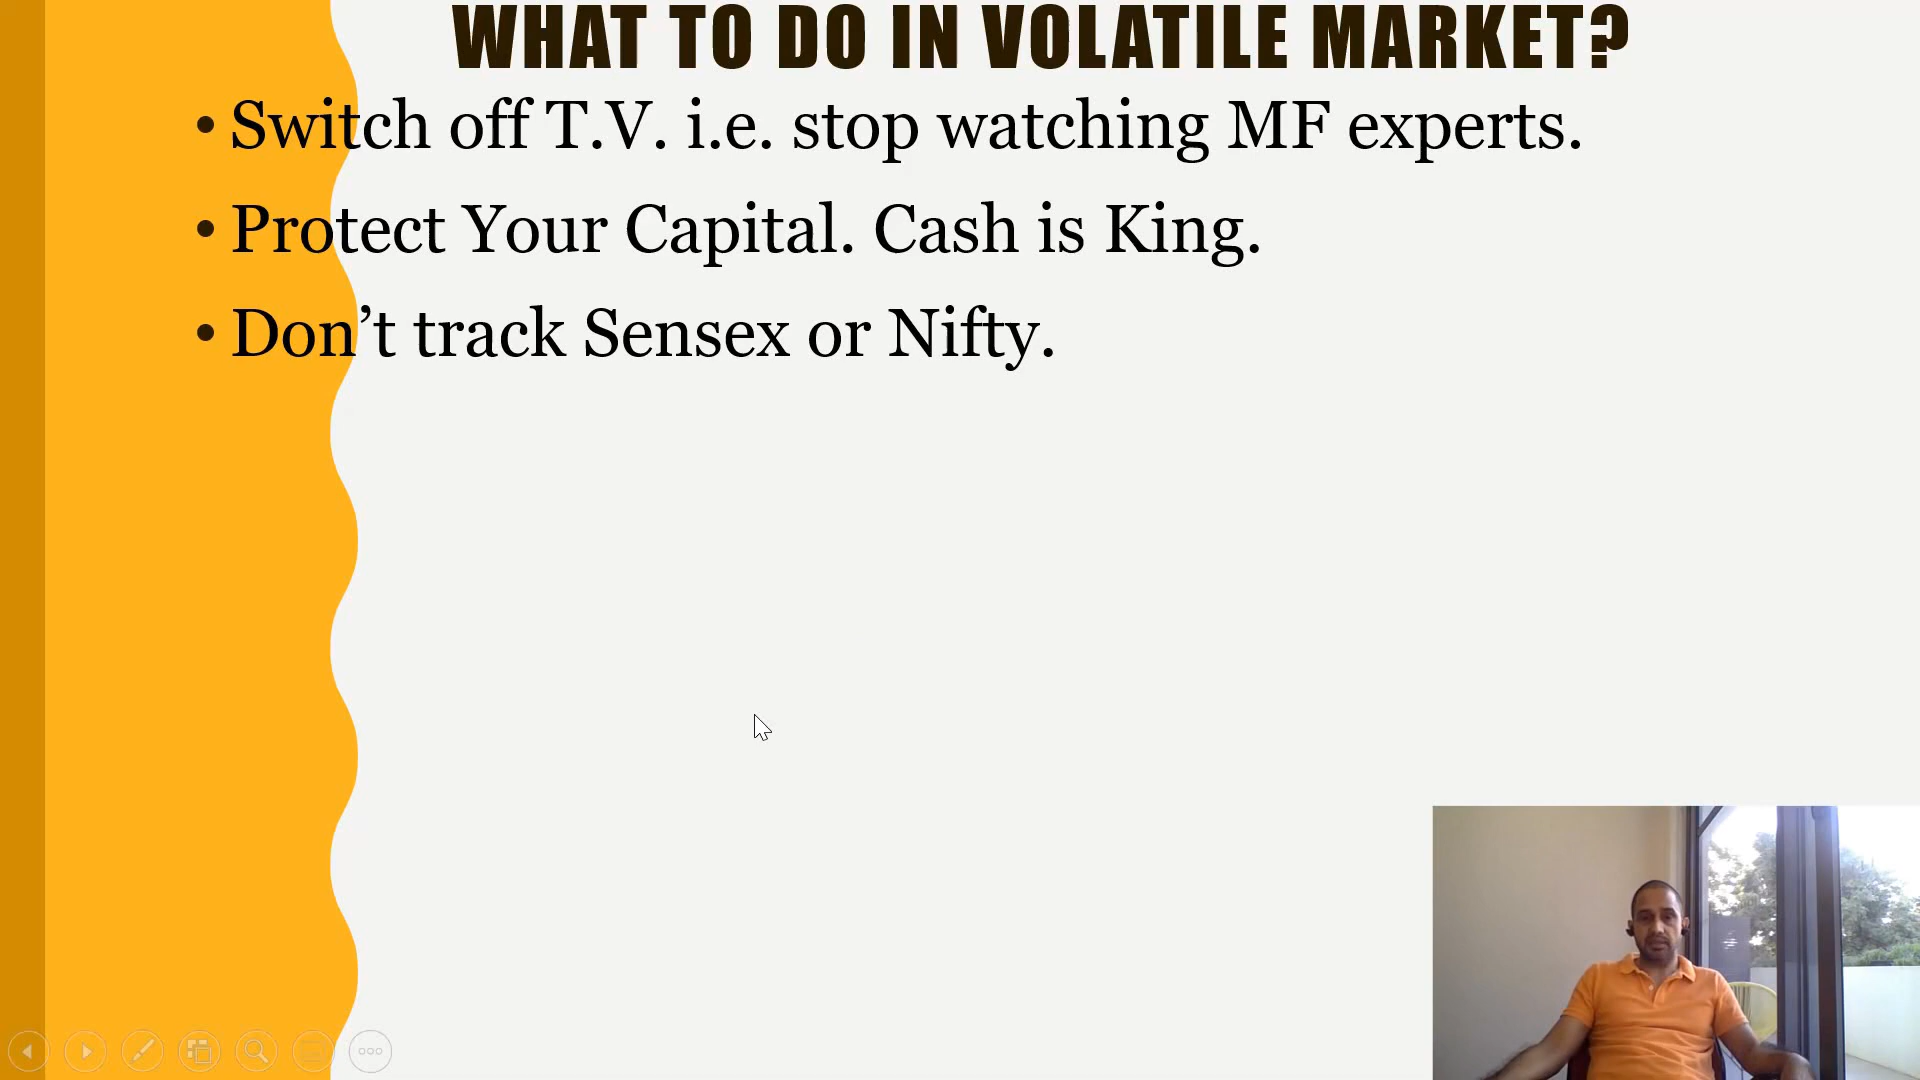 WHAT TO DO IN VOLATILE MARKET?
• Switch off T.V. i.e. stop watching MF experts.
• Protect Your Capital. Cash is King.
• Don’t track Sensex or Nifty.